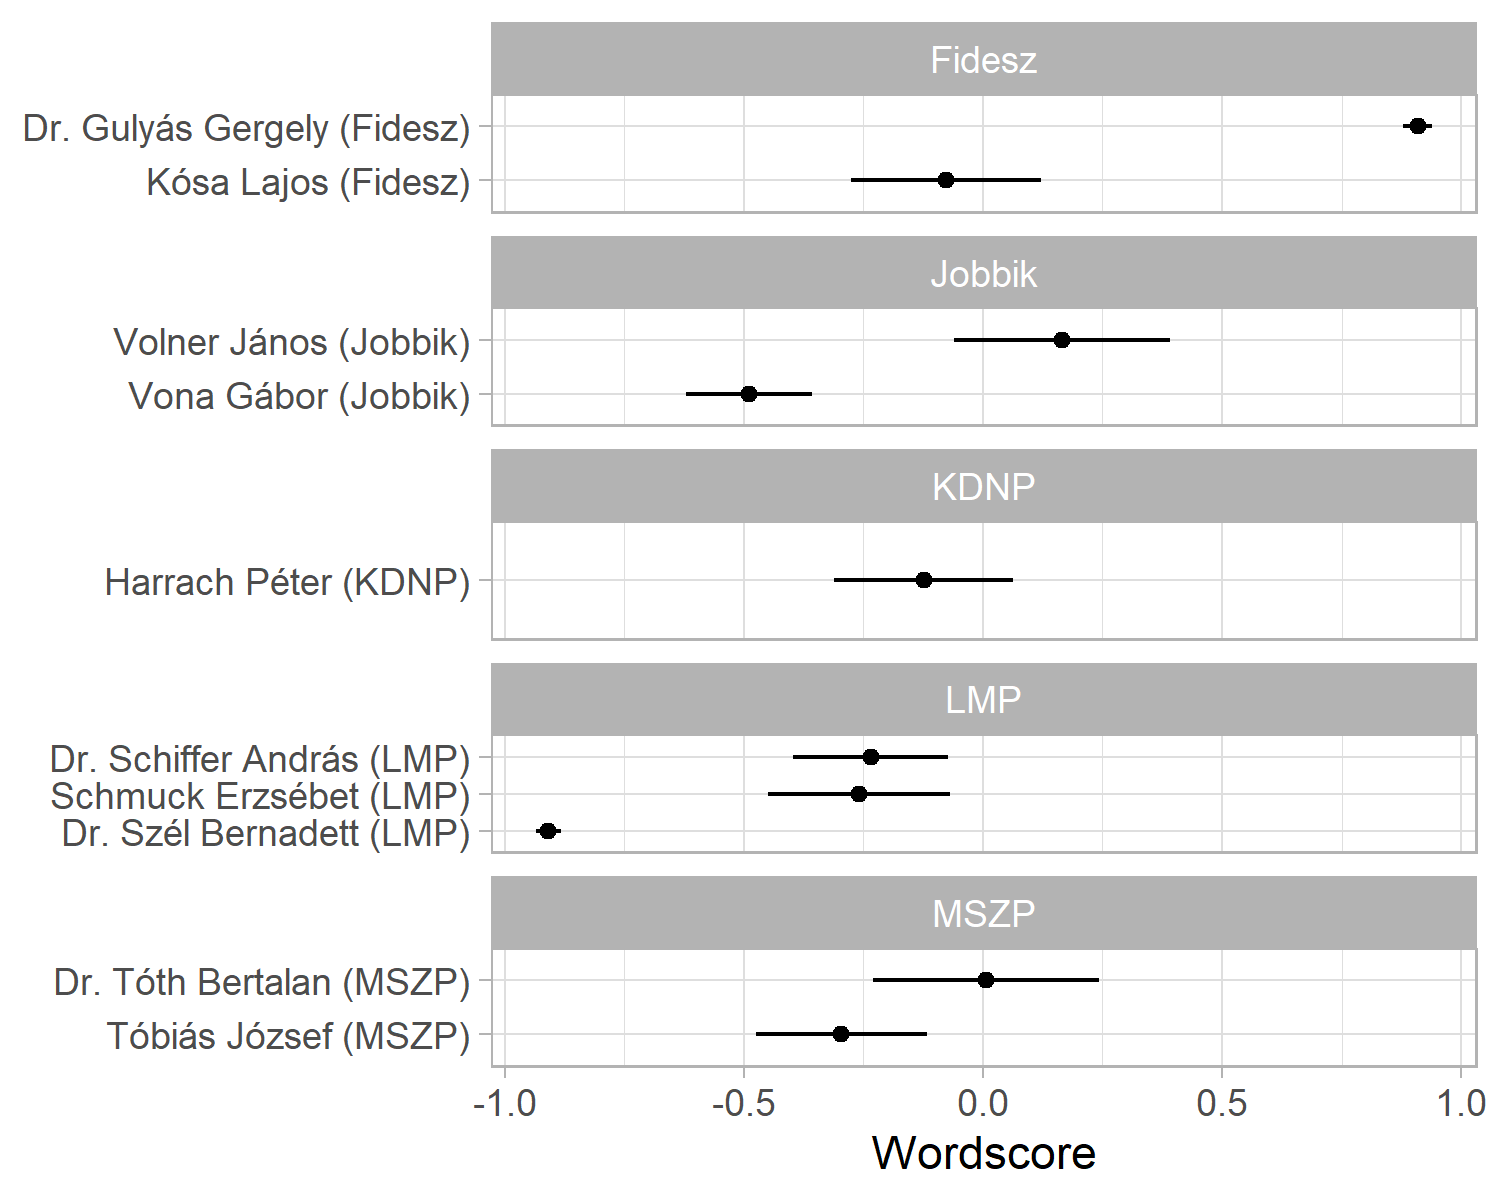 Fidesz
Dr. Gulyás Gergely (Fidesz)
Kósa Lajos (Fidesz)
Jobbik
Volner János (Jobbik)
Vona Gábor (Jobbik)
KDNP
Harrach Péter (KDNP)
LMP
Dr. Schiffer András (LMP)
Schmuck Erzsébet (LMP)
Dr. Szél Bernadett (LMP)
MSZP
Dr. Tóth Bertalan (MSZP)
Tóbiás József (MSZP)
-1.0 -0.5 0.0 0.5 1.0
Wordscore